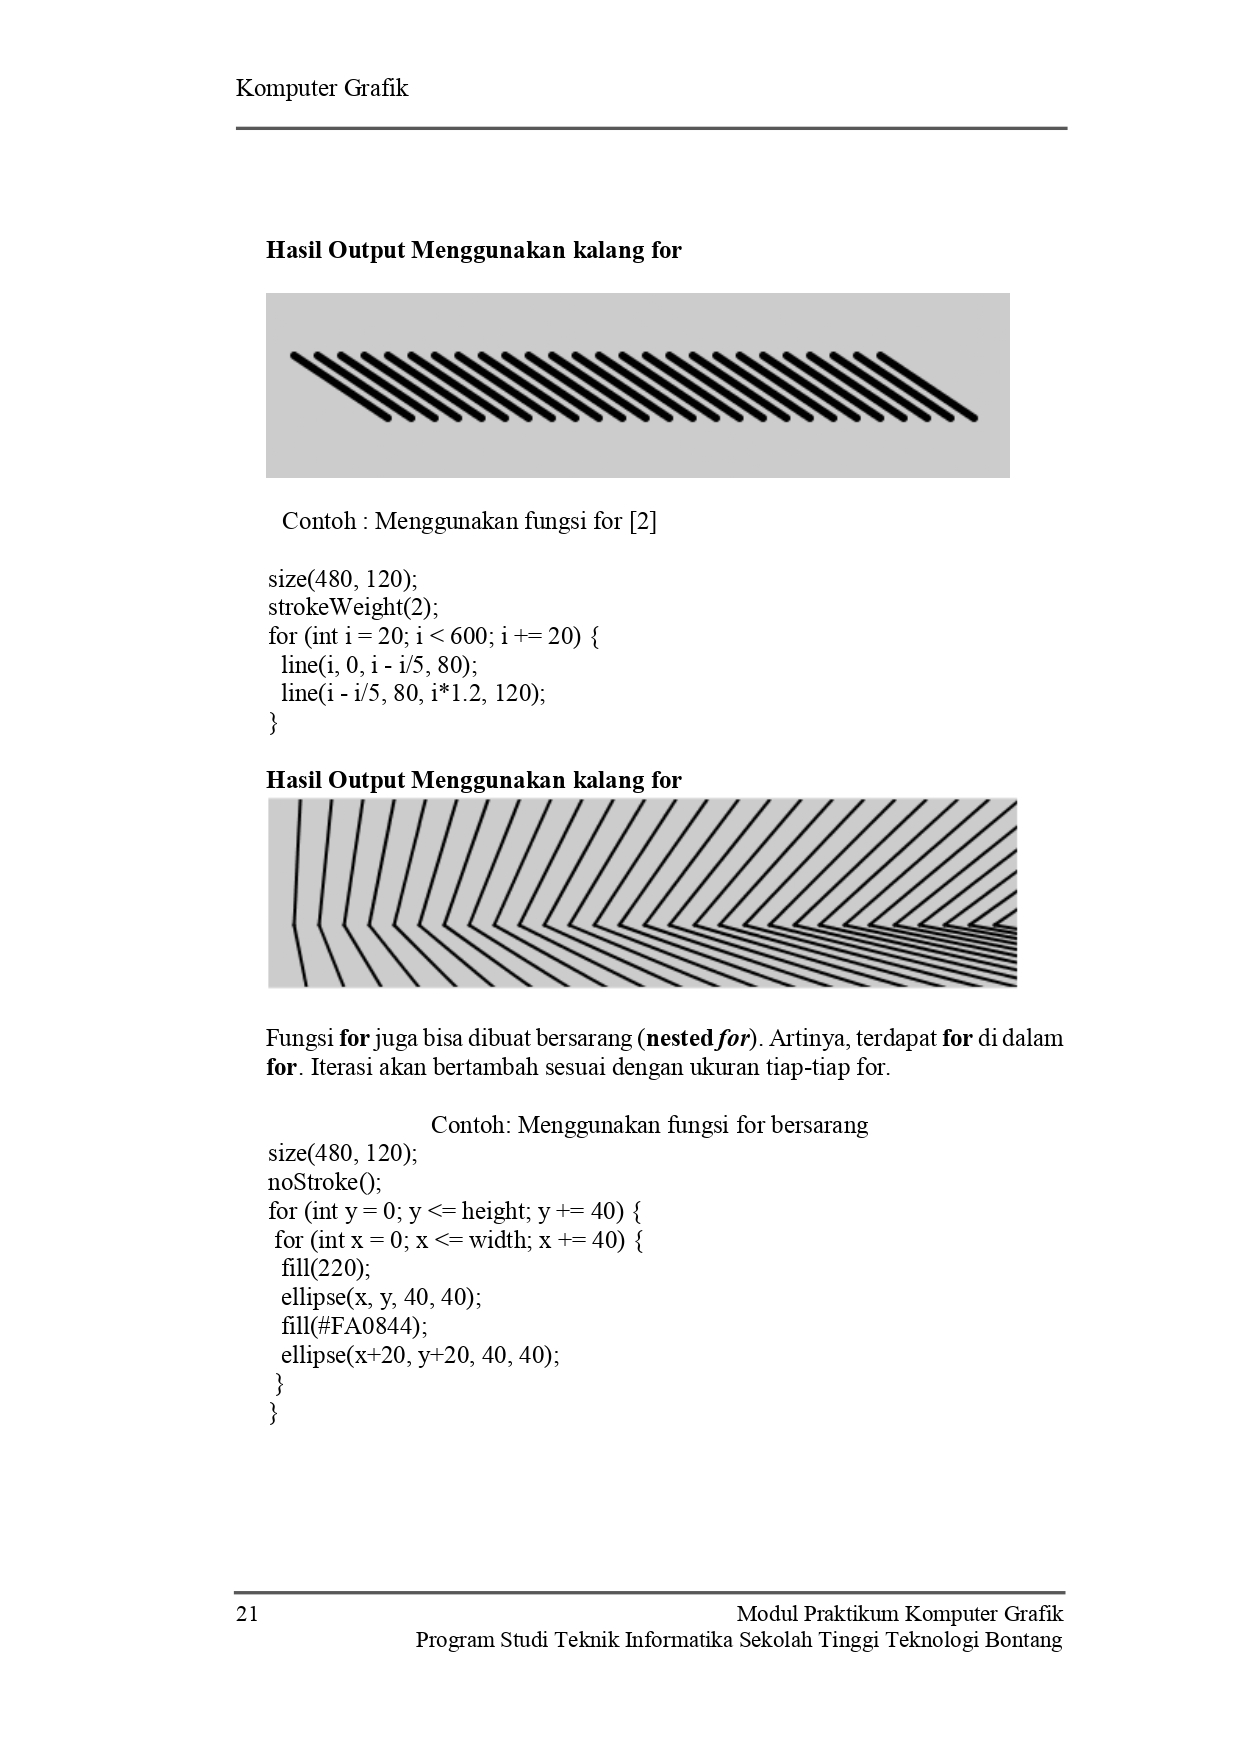 Komputer Grafik
Hasil Output Menggunakan kalang for
Contoh : Menggunakan fungsi for [2]
size(480, 120);
strokeWeight(2);
for (int i = 20; i < 600; i += 20) {
line(i, 0, i - i/5, 80);
line(i - i/5, 80, i*1.2, 120);
}
Hasil Output Menggunakan kalang for
Fungsi for juga bisa dibuat bersarang (nested for). Artinya, terdapat for di dalam
for. Iterasi akan bertambah sesuai dengan ukuran tiap-tiap for.
Contoh: Menggunakan fungsi for bersarang
size(480, 120);
noStroke();
for (int y = 0; y <= height; y += 40) {
for (int x = 0; x <= width; x += 40) {
fill(220);
ellipse(x, y, 40, 40);
fill(#FA0844);
ellipse(x+20, y+20, 40, 40);
}
}
21 Modul Praktikum Komputer Grafik
Program Studi Teknik Informatika Sekolah Tinggi Teknologi Bontang